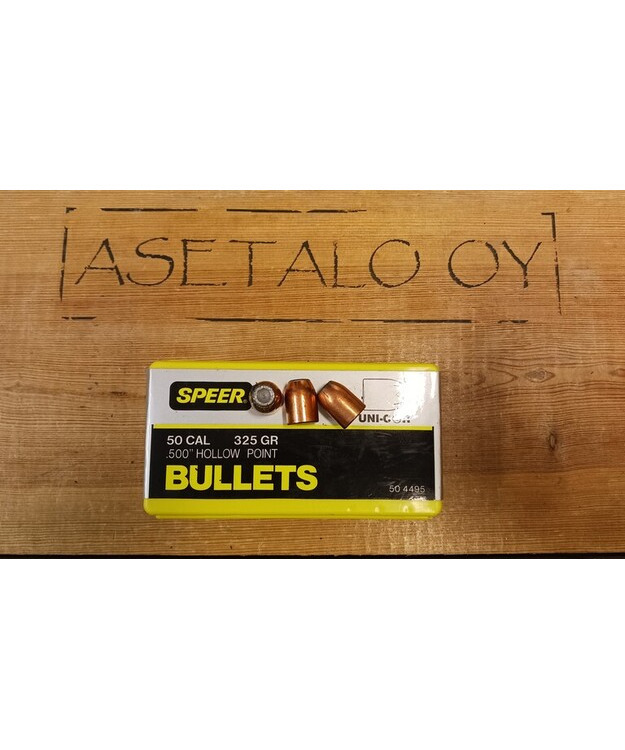 ASETALO OY
SPEER
UNI-COR
50 CAL 325 GR
.500" HOLLOW POINT
BULLETS
50 4495